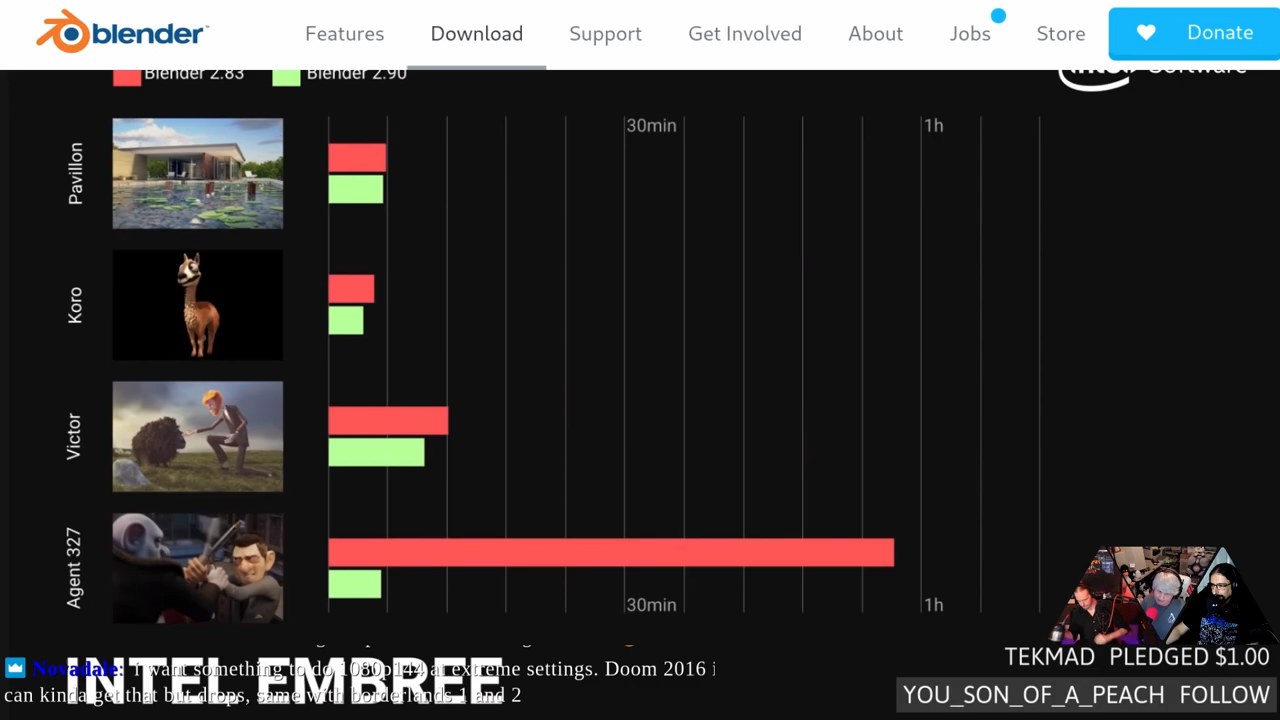 blender™
Features Download Support Get Involved About Jobs Store Donate
Blender 2.83 Blender 2.90
Software
30min 1h
Pavillon
Koro
Victor
Agent 327
30min 1h
INTEL EMBREE
Novadale: i want something to do 1080p144 at extreme settings. Doom 2016 i
can kinda get that but drops, same with borderlands 1 and 2
TEKMAD PLEDGED $1.00
YOU_SON_OF_A_PEACH FOLLOW